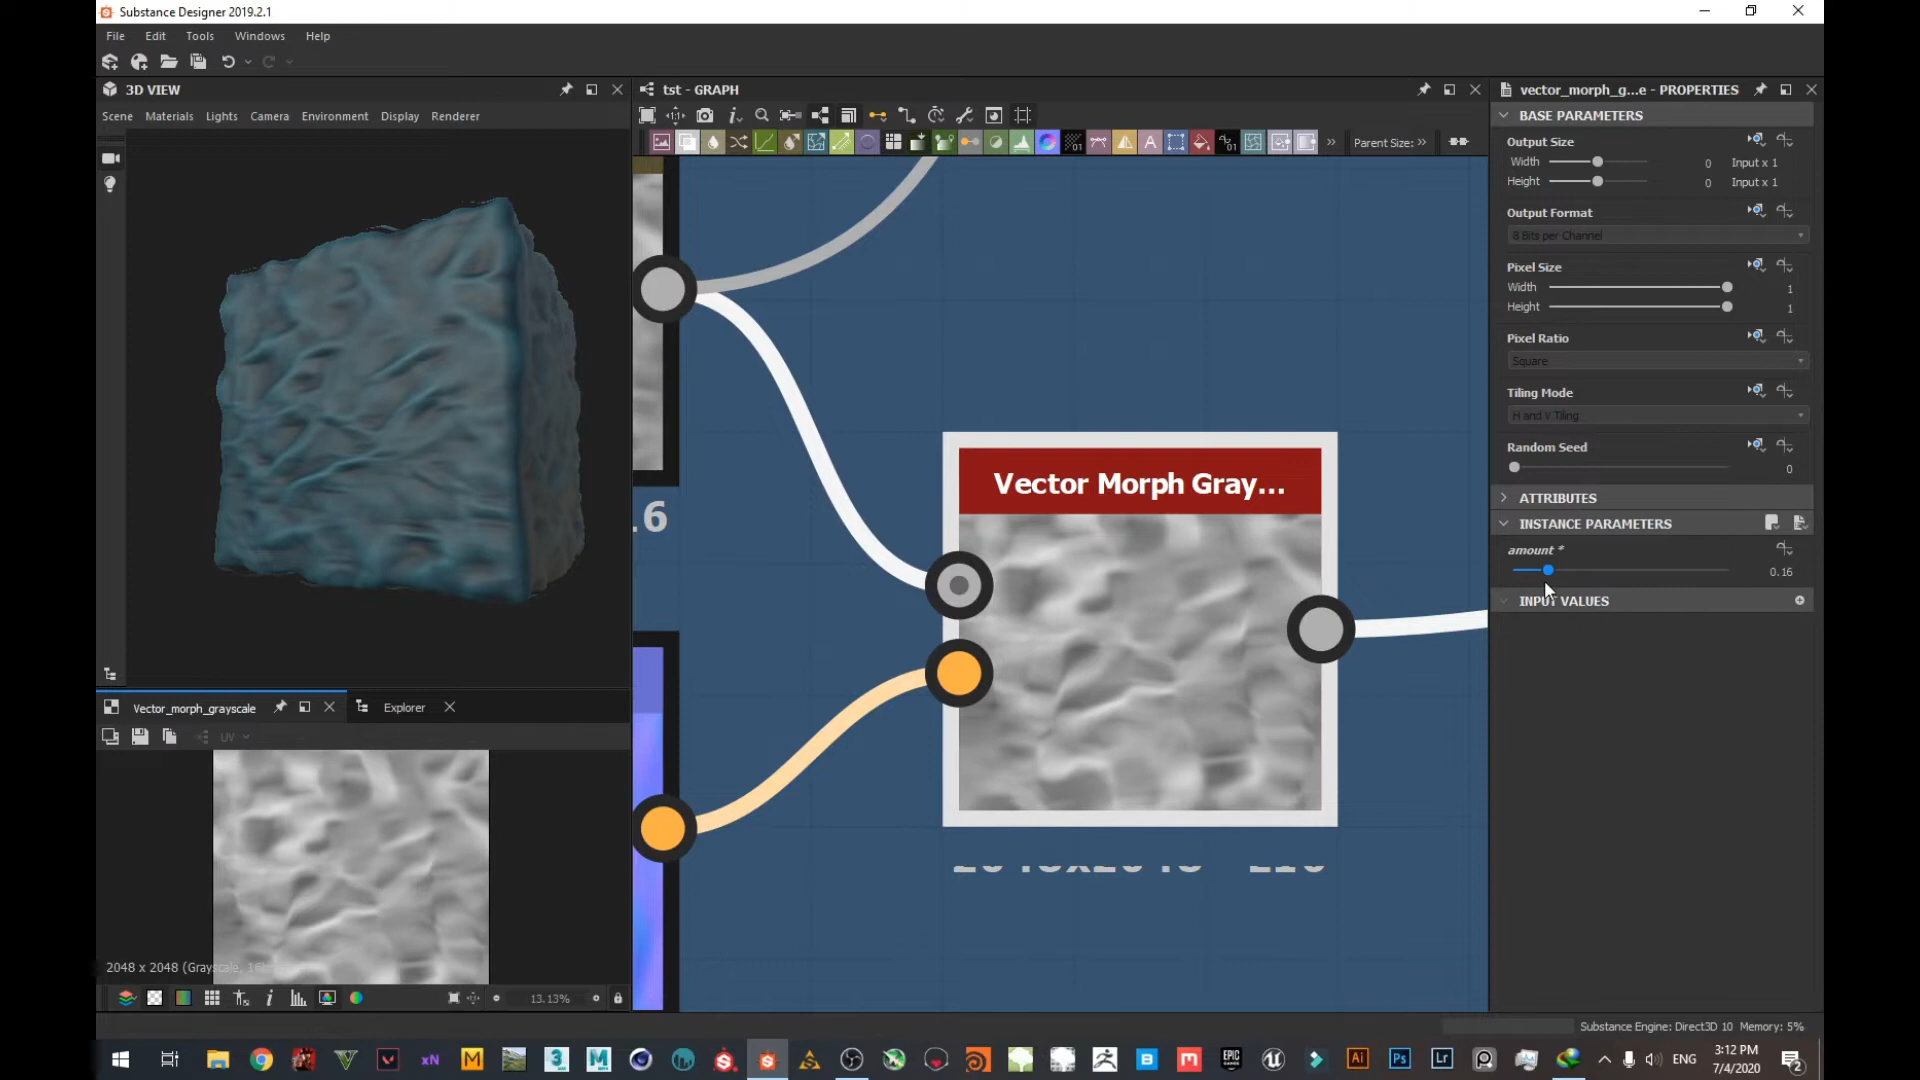 Substance Designer 2019.2.1
File Edit Tools Windows Help
3D VIEW
Scene Materials Lights Camera Environment Display Renderer
tst - GRAPH
Parent Size:
.6
Vector Morph Gray...
vector_morph_g...e - PROPERTIES
BASE PARAMETERS
Output Size
Width 0 Input x 1
Height 0 Input x 1
Output Format
8 Bits per Channel
Pixel Size
Width 1
Height 1
Pixel Ratio
Square
Tiling Mode
H and V Tiling
Random Seed
0
ATTRIBUTES
INSTANCE PARAMETERS
amount *
0.16
INPUT VALUES
Vector_morph_grayscale
Explorer
UV
2048 x 2048 (Grayscale,
13.13%
Substance Engine: Direct3D 10 Memory: 5%
ENG
3:12 PM
7/4/2020
2